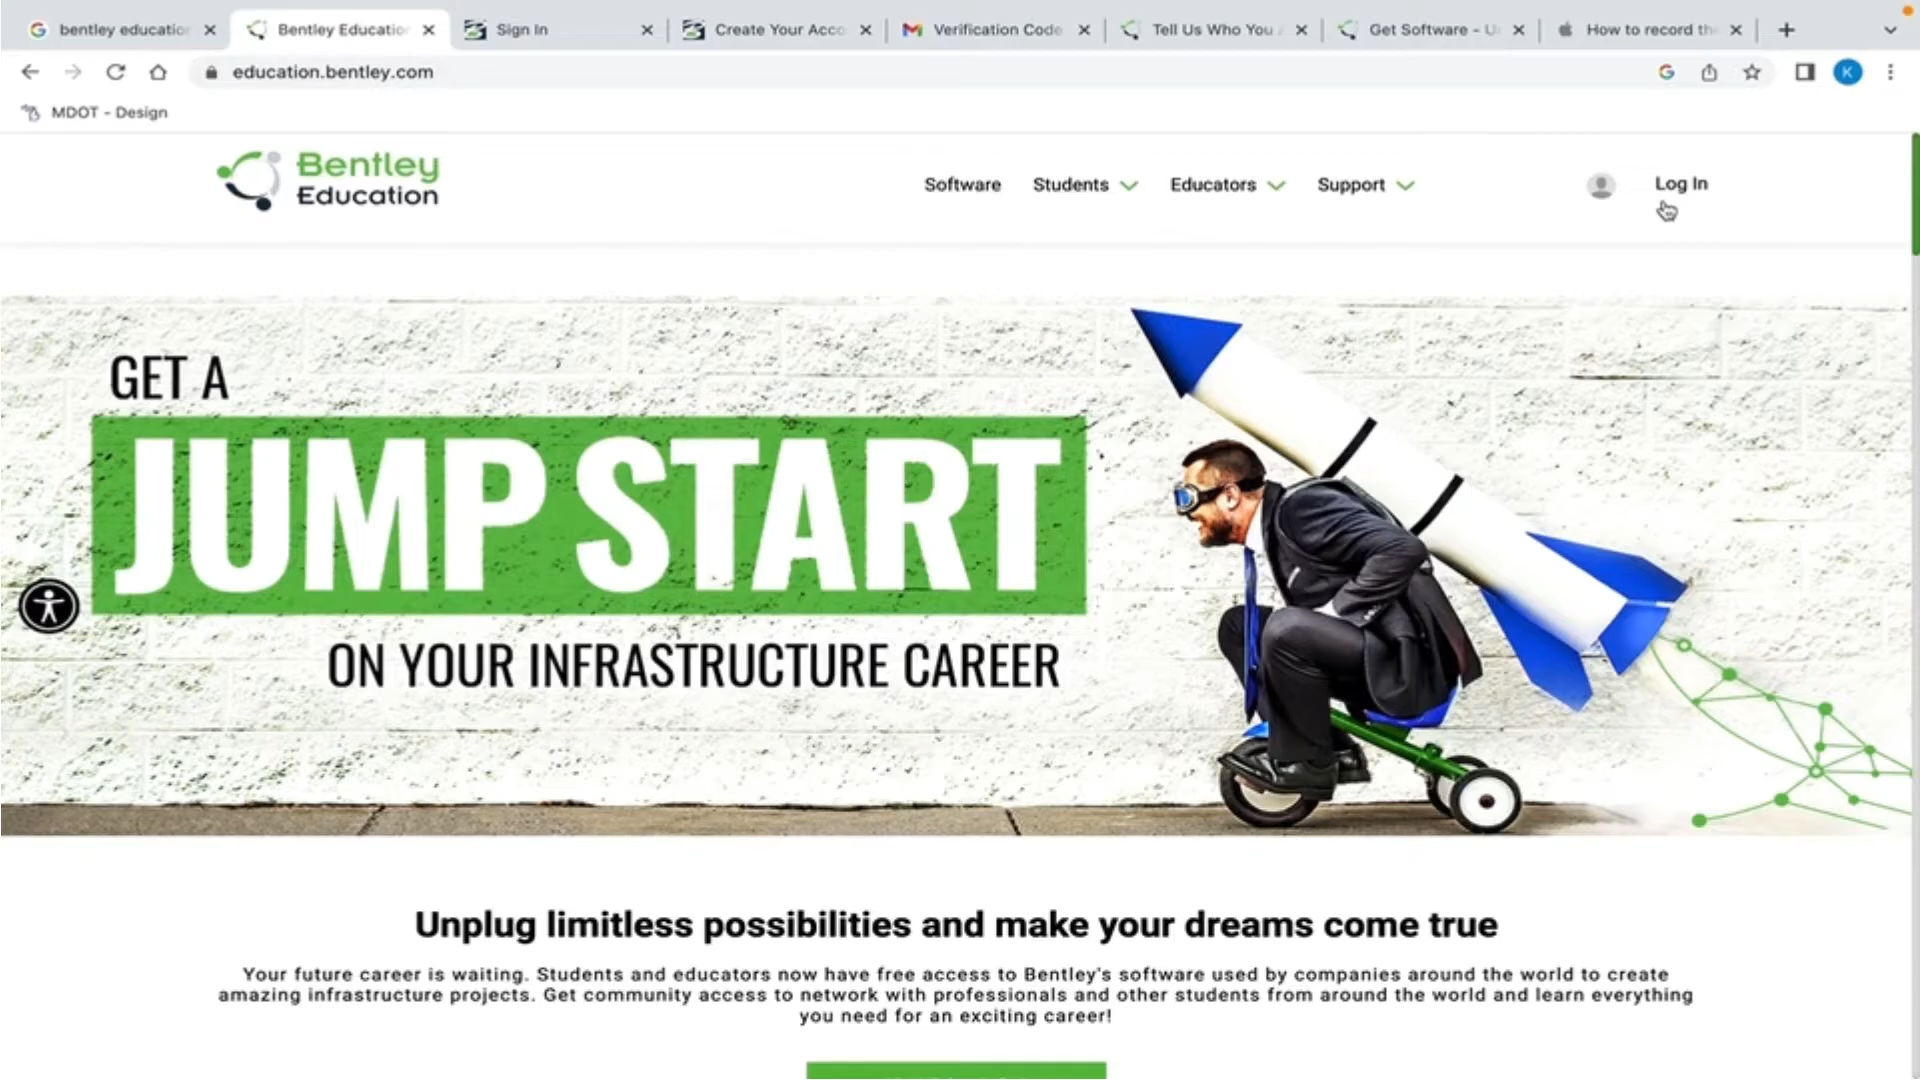 bentley education
Bentley Education
Sign In
Create Your Acco
Verification Code
Tell Us Who You A
Get Software - U
How to record th
education.bentley.com
K
MDOT - Design
Bentley
Education
Software
Students
Educators
Support
Log In
GET A
JUMP START
ON YOUR INFRASTRUCTURE CAREER
Unplug limitless possibilities and make your dreams come true
Your future career is waiting. Students and educators now have free access to Bentley's software used by companies around the world to create
amazing infrastructure projects. Get community access to network with professionals and other students from around the world and learn everything
you need for an exciting career!